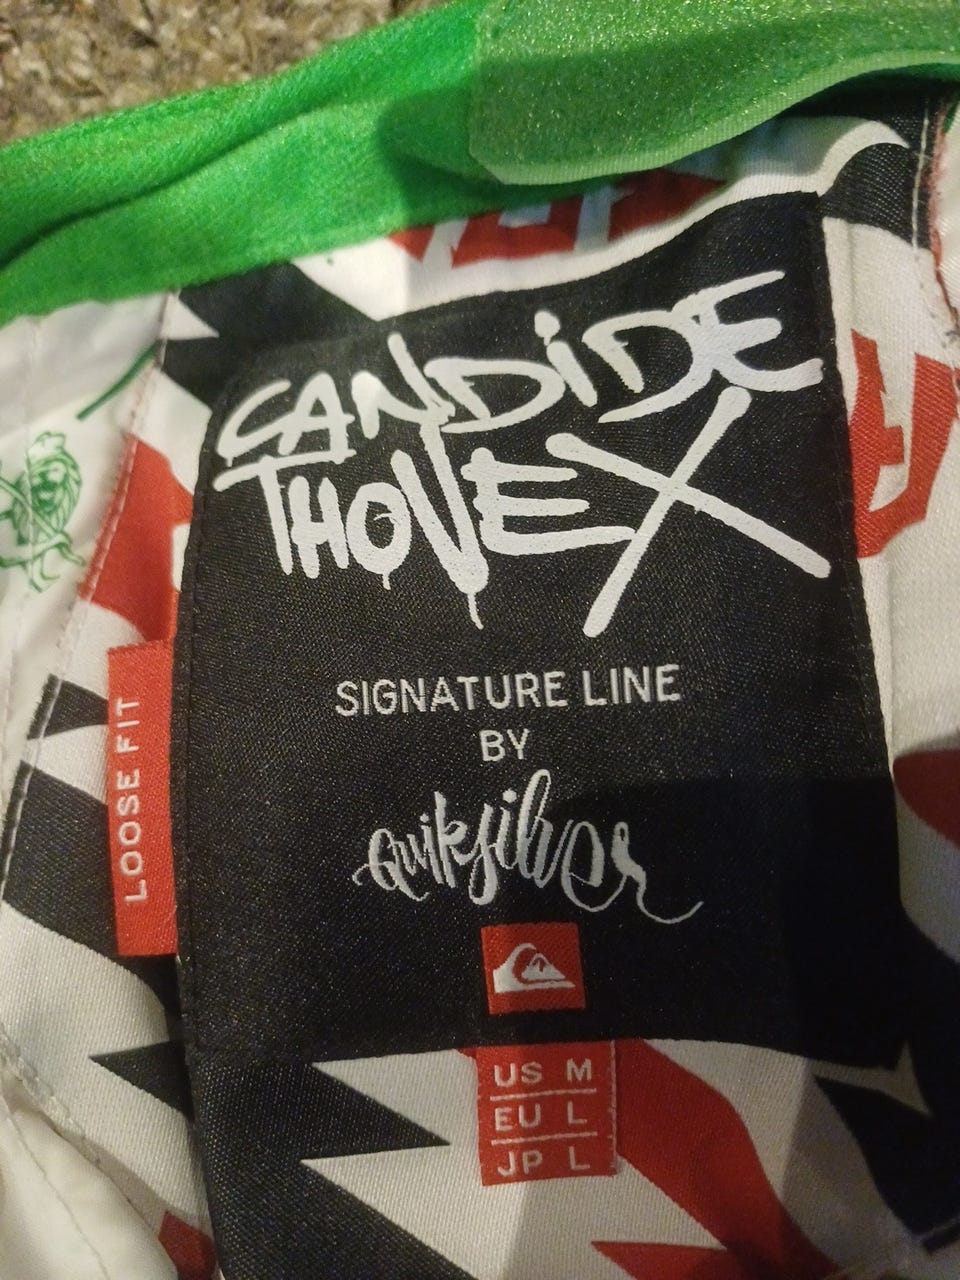 CANDiDE
THOVEX
SIGNATURE LINE
BY
Quiksilver
LOOSE FIT
US M
EU L
JP L